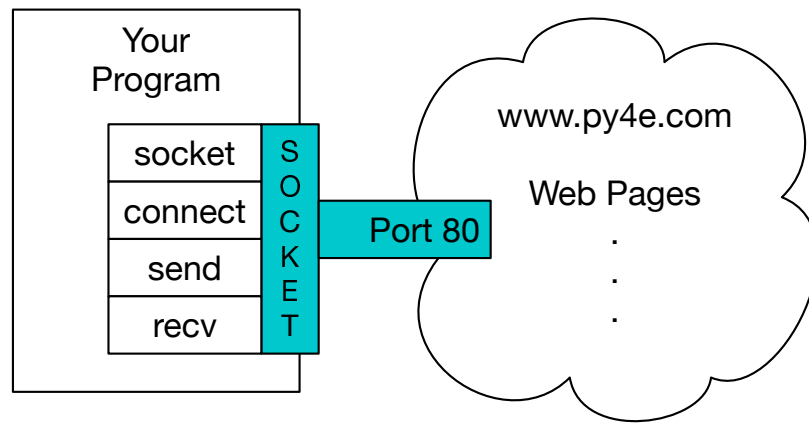 Your
Program
socket
connect
send
recv
S
O
C
K
E
T
Port 80
www.py4e.com
Web Pages
.
.
.